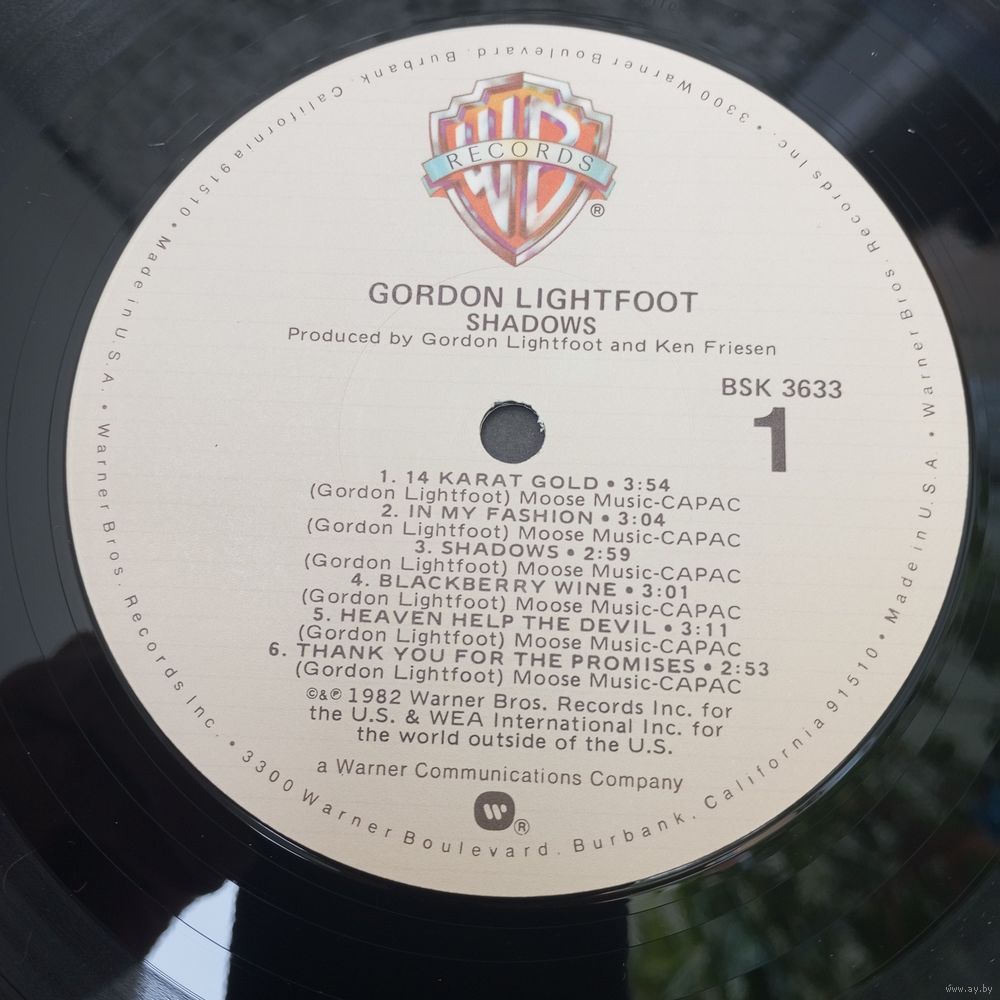 WB
RECORDS
®
GORDON LIGHTFOOT
SHADOWS
Produced by Gordon Lightfoot and Ken Friesen
BSK 3633
1
1. 14 KARAT GOLD • 3:54
(Gordon Lightfoot) Moose Music-CAPAC
2. IN MY FASHION • 3:04
(Gordon Lightfoot) Moose Music-CAPAC
3. SHADOWS • 2:59
(Gordon Lightfoot) Moose Music-CAPAC
4. BLACKBERRY WINE • 3:01
(Gordon Lightfoot) Moose Music-CAPAC
5. HEAVEN HELP THE DEVIL • 3:11
(Gordon Lightfoot) Moose Music-CAPAC
6. THANK YOU FOR THE PROMISES • 2:53
(Gordon Lightfoot) Moose Music-CAPAC
©&℗ 1982 Warner Bros. Records Inc. for
the U.S. & WEA International Inc. for
the world outside of the U.S.
a Warner Communications Company
®
Warner Bros. Records Inc. • 3300 Warner Boulevard. Burbank, California 91510 • Made in U.S.A. •
Warner Bros. Records Inc. • 3300 Warner Boulevard. Burbank, California 91510 • Made in U.S.A. •
www.ay.by